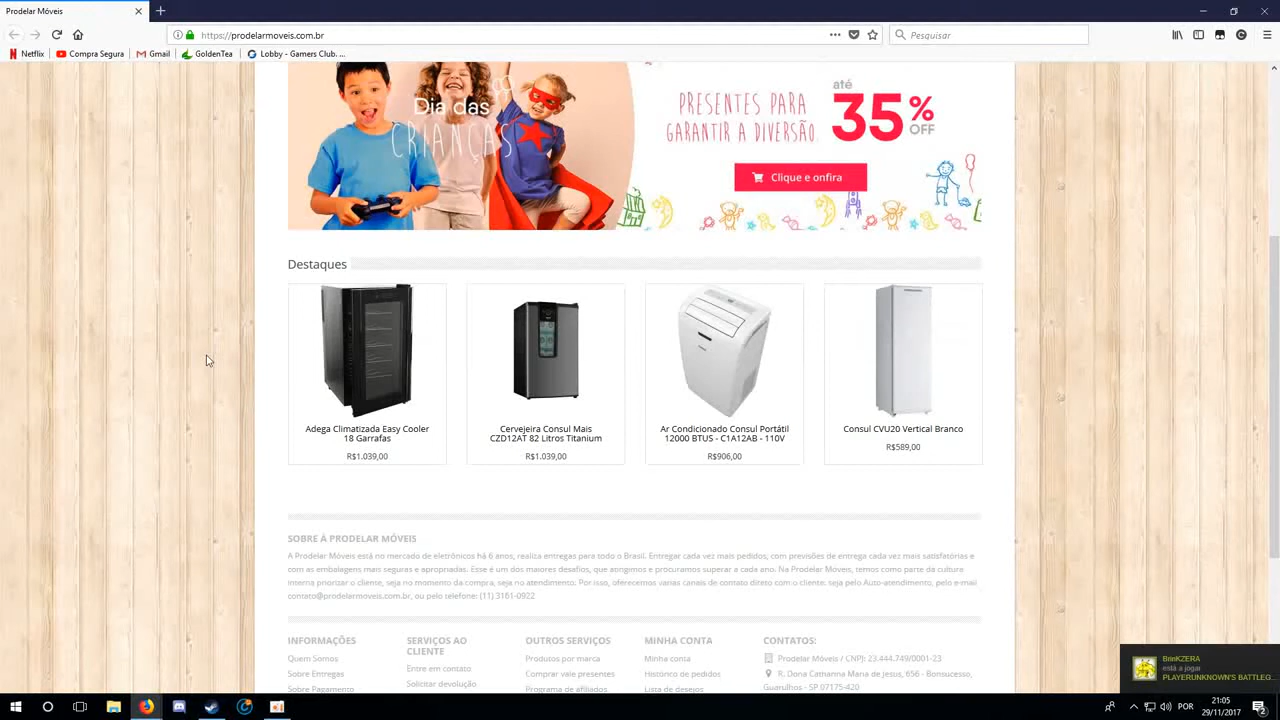 Prodelar Móveis
https://prodelarmoveis.com.br
Pesquisar
Netflix
Compra Segura
Gmail
GoldenTea
Lobby - Gamers Club. ...
Dia das
CRIANÇAS
PRESENTES PARA
GARANTIR A DIVERSÃO
até
35%
OFF
Clique e onfira
Destaques
Adega Climatizada Easy Cooler
18 Garrafas
R$1.039,00
Cervejeira Consul Mais
CZD12AT 82 Litros Titanium
R$1.039,00
Ar Condicionado Consul Portátil
12000 BTUS - C1A12AB - 110V
R$906,00
Consul CVU20 Vertical Branco
R$589,00
SOBRE À PRODELAR MÓVEIS
A Prodelar Móveis está no mercado de eletrônicos há 6 anos, realiza entregas para todo o Brasil. Entregar cada vez mais pedidos, com previsões de entrega cada vez mais satisfatórias e
com as embalagens mais seguras e apropriadas. Esse é um dos maiores desafios, que atingimos e procuramos superar a cada ano. Na Prodelar Móveis, temos como parte da cultura
interna priorizar o cliente, seja no momento da compra, seja no atendimento. Por isso, oferecemos varias canais de contato direto com o cliente: seja pelo Auto-atendimento, pelo e-mail
contato@prodelarmoveis.com.br, ou pelo telefone: (11) 3161-0922
INFORMAÇÕES
Quem Somos
Sobre Entregas
Sobre Pagamento
SERVIÇOS AO
CLIENTE
Entre em contato
Solicitar devolução
OUTROS SERVIÇOS
Produtos por marca
Comprar vale presentes
Programa de afiliados
MINHA CONTA
Minha conta
Histórico de pedidos
Lista de desejos
CONTATOS:
Prodelar Móveis / CNPJ: 23.444.749/0001-23
R. Dona Catharina Maria de Jesus, 656 - Bonsucesso,
Guarulhos - SP 07175-420
BrinKZERA
está a jogar
PLAYERUNKNOWN'S BATTLEG...
POR
21:05
29/11/2017
2